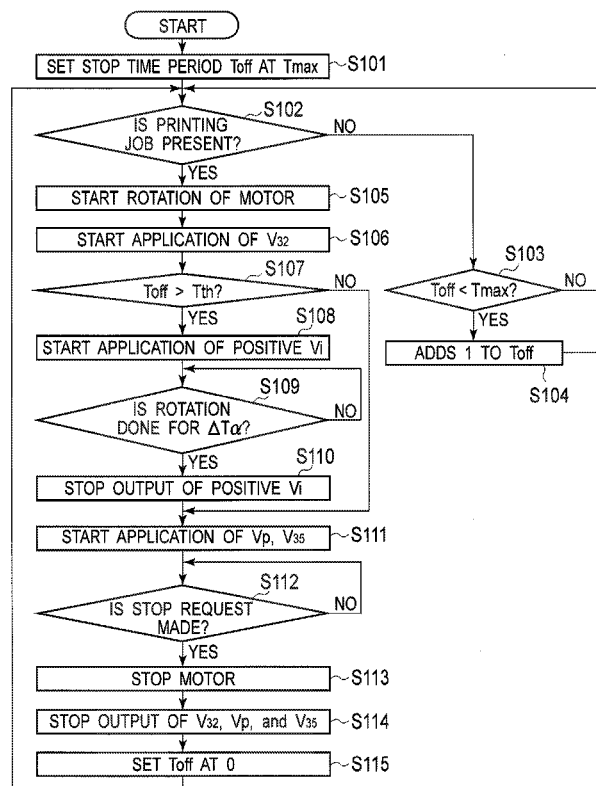 START
SET STOP TIME PERIOD Toff AT Tmax
S101
S102
IS PRINTING
JOB PRESENT?
NO
YES
START ROTATION OF MOTOR
S105
START APPLICATION OF V32
S106
S107
Toff > Tth?
NO
YES
S103
Toff < Tmax?
NO
YES
ADDS 1 TO Toff
S104
S108
START APPLICATION OF POSITIVE Vi
S109
IS ROTATION
DONE FOR ΔTα?
NO
YES
S110
STOP OUTPUT OF POSITIVE Vi
START APPLICATION OF Vp, V35
S111
S112
IS STOP REQUEST
MADE?
NO
YES
STOP MOTOR
S113
STOP OUTPUT OF V32, Vp, and V35
S114
SET Toff AT 0
S115